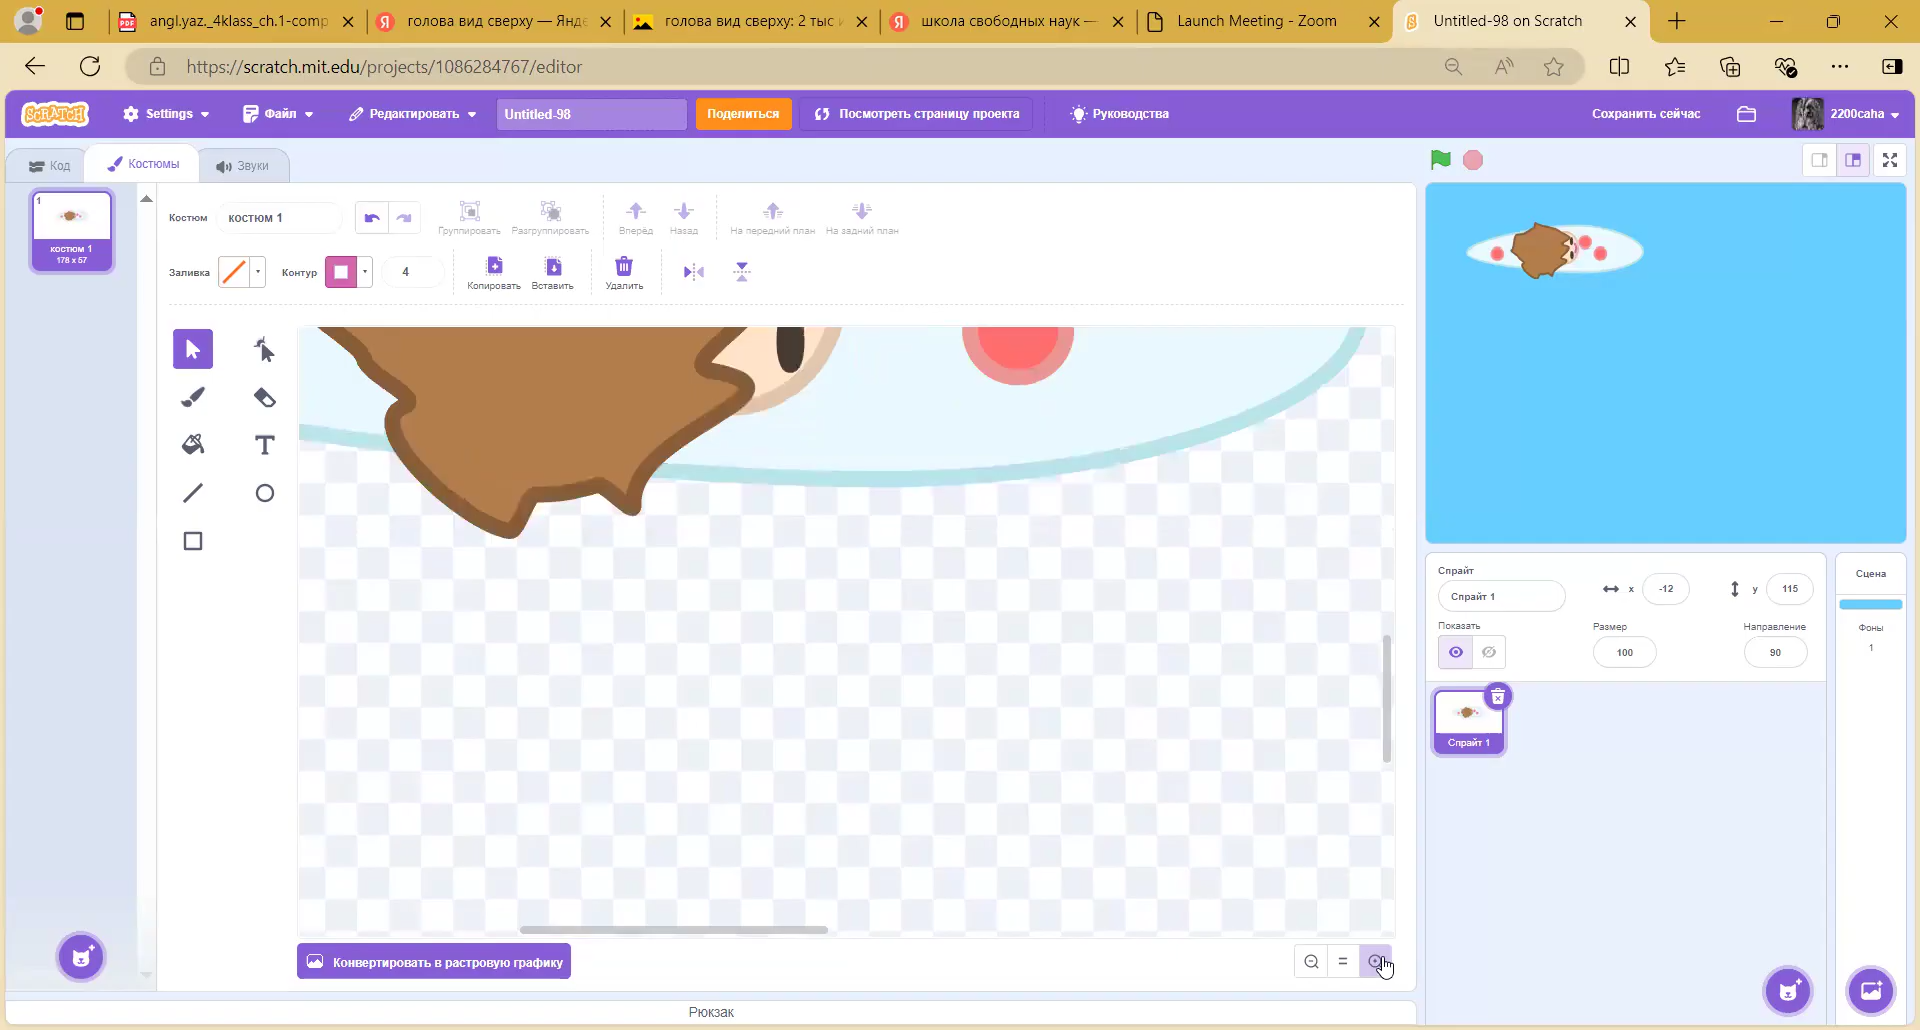 angl.yaz._4klass_ch.1-comp
голова вид сверху — Янде
голова вид сверху: 2 тыс и
школа свободных наук —
Launch Meeting - Zoom
Untitled-98 on Scratch
https://scratch.mit.edu/projects/1086284767/editor
SCRATCH
Settings
Файл
Редактировать
Untitled-98
Поделиться
Посмотреть страницу проекта
Руководства
Сохранить сейчас
2200caha
Код
Костюмы
Звуки
1
костюм 1
178 x 57
Костюм
костюм 1
Группировать
Разгруппировать
Вперёд
Назад
На передний план
На задний план
Заливка
Контур
4
Копировать
Вставить
Удалить
T
Конвертировать в растровую графику
=
Рюкзак
Спрайт
Спрайт 1
x
-12
y
115
Показать
Размер
100
Направление
90
Спрайт 1
Сцена
Фоны
1